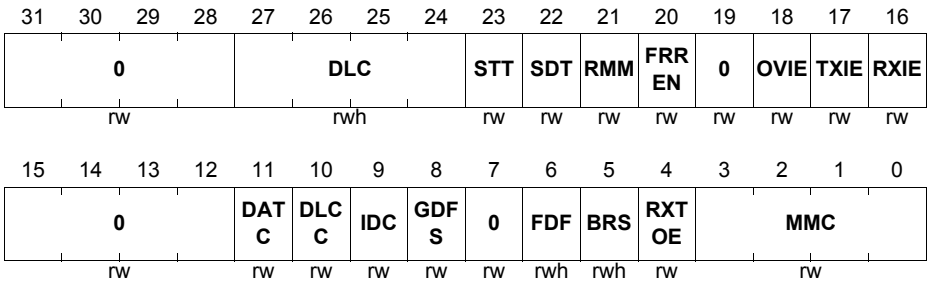 31 30 29 28 27 26 25 24 23 22 21 20 19 18 17 16
0 DLC STT SDT RMM FRR EN 0 OVIE TXIE RXIE
rw rwh rw rw rw rw rw rw rw rw
15 14 13 12 11 10 9 8 7 6 5 4 3 2 1 0
0 DAT C DLC C IDC GDF S 0 FDF BRS RXT OE MMC
rw rw rw rw rw rw rwh rwh rw rw